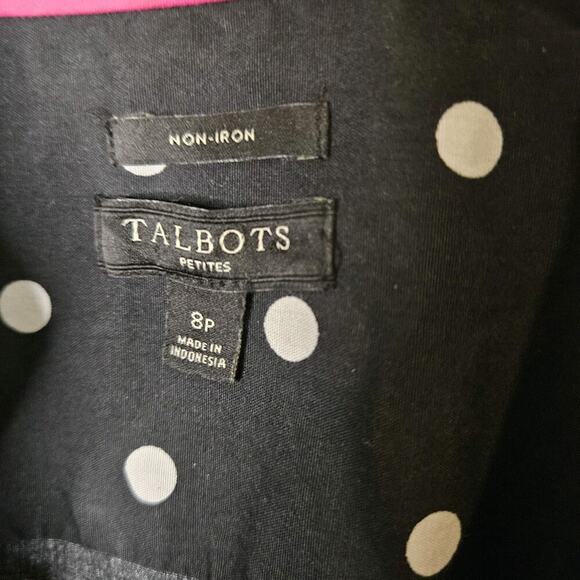 NON-IRON
TALBOTS
PETITES
8P
MADE IN
INDONESIA